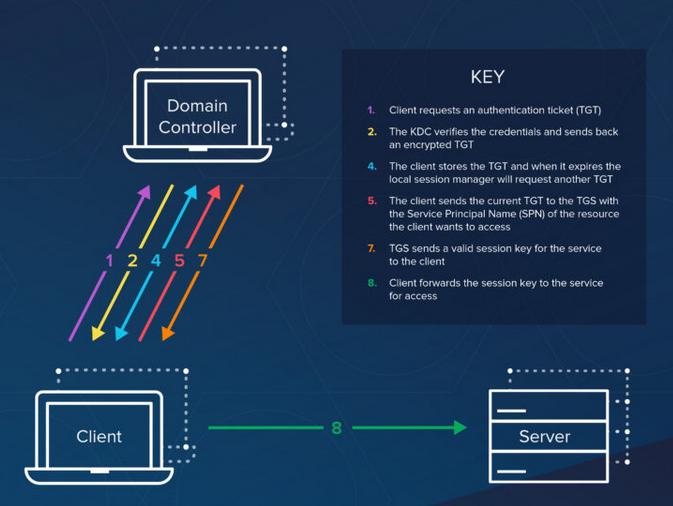 KEY
Domain
Controller
1. Client requests an authentication ticket (TGT)
2. The KDC verifies the credentials and sends back
an encrypted TGT
4. The client stores the TGT and when it expires the
local session manager will request another TGT
5. The client sends the current TGT to the TGS with
the Service Principal Name (SPN) of the resource
the client wants to access
7. TGS sends a valid session key for the service
to the client
8. Client forwards the session key to the service
for access
1 2 4 5 7
Client
8
Server